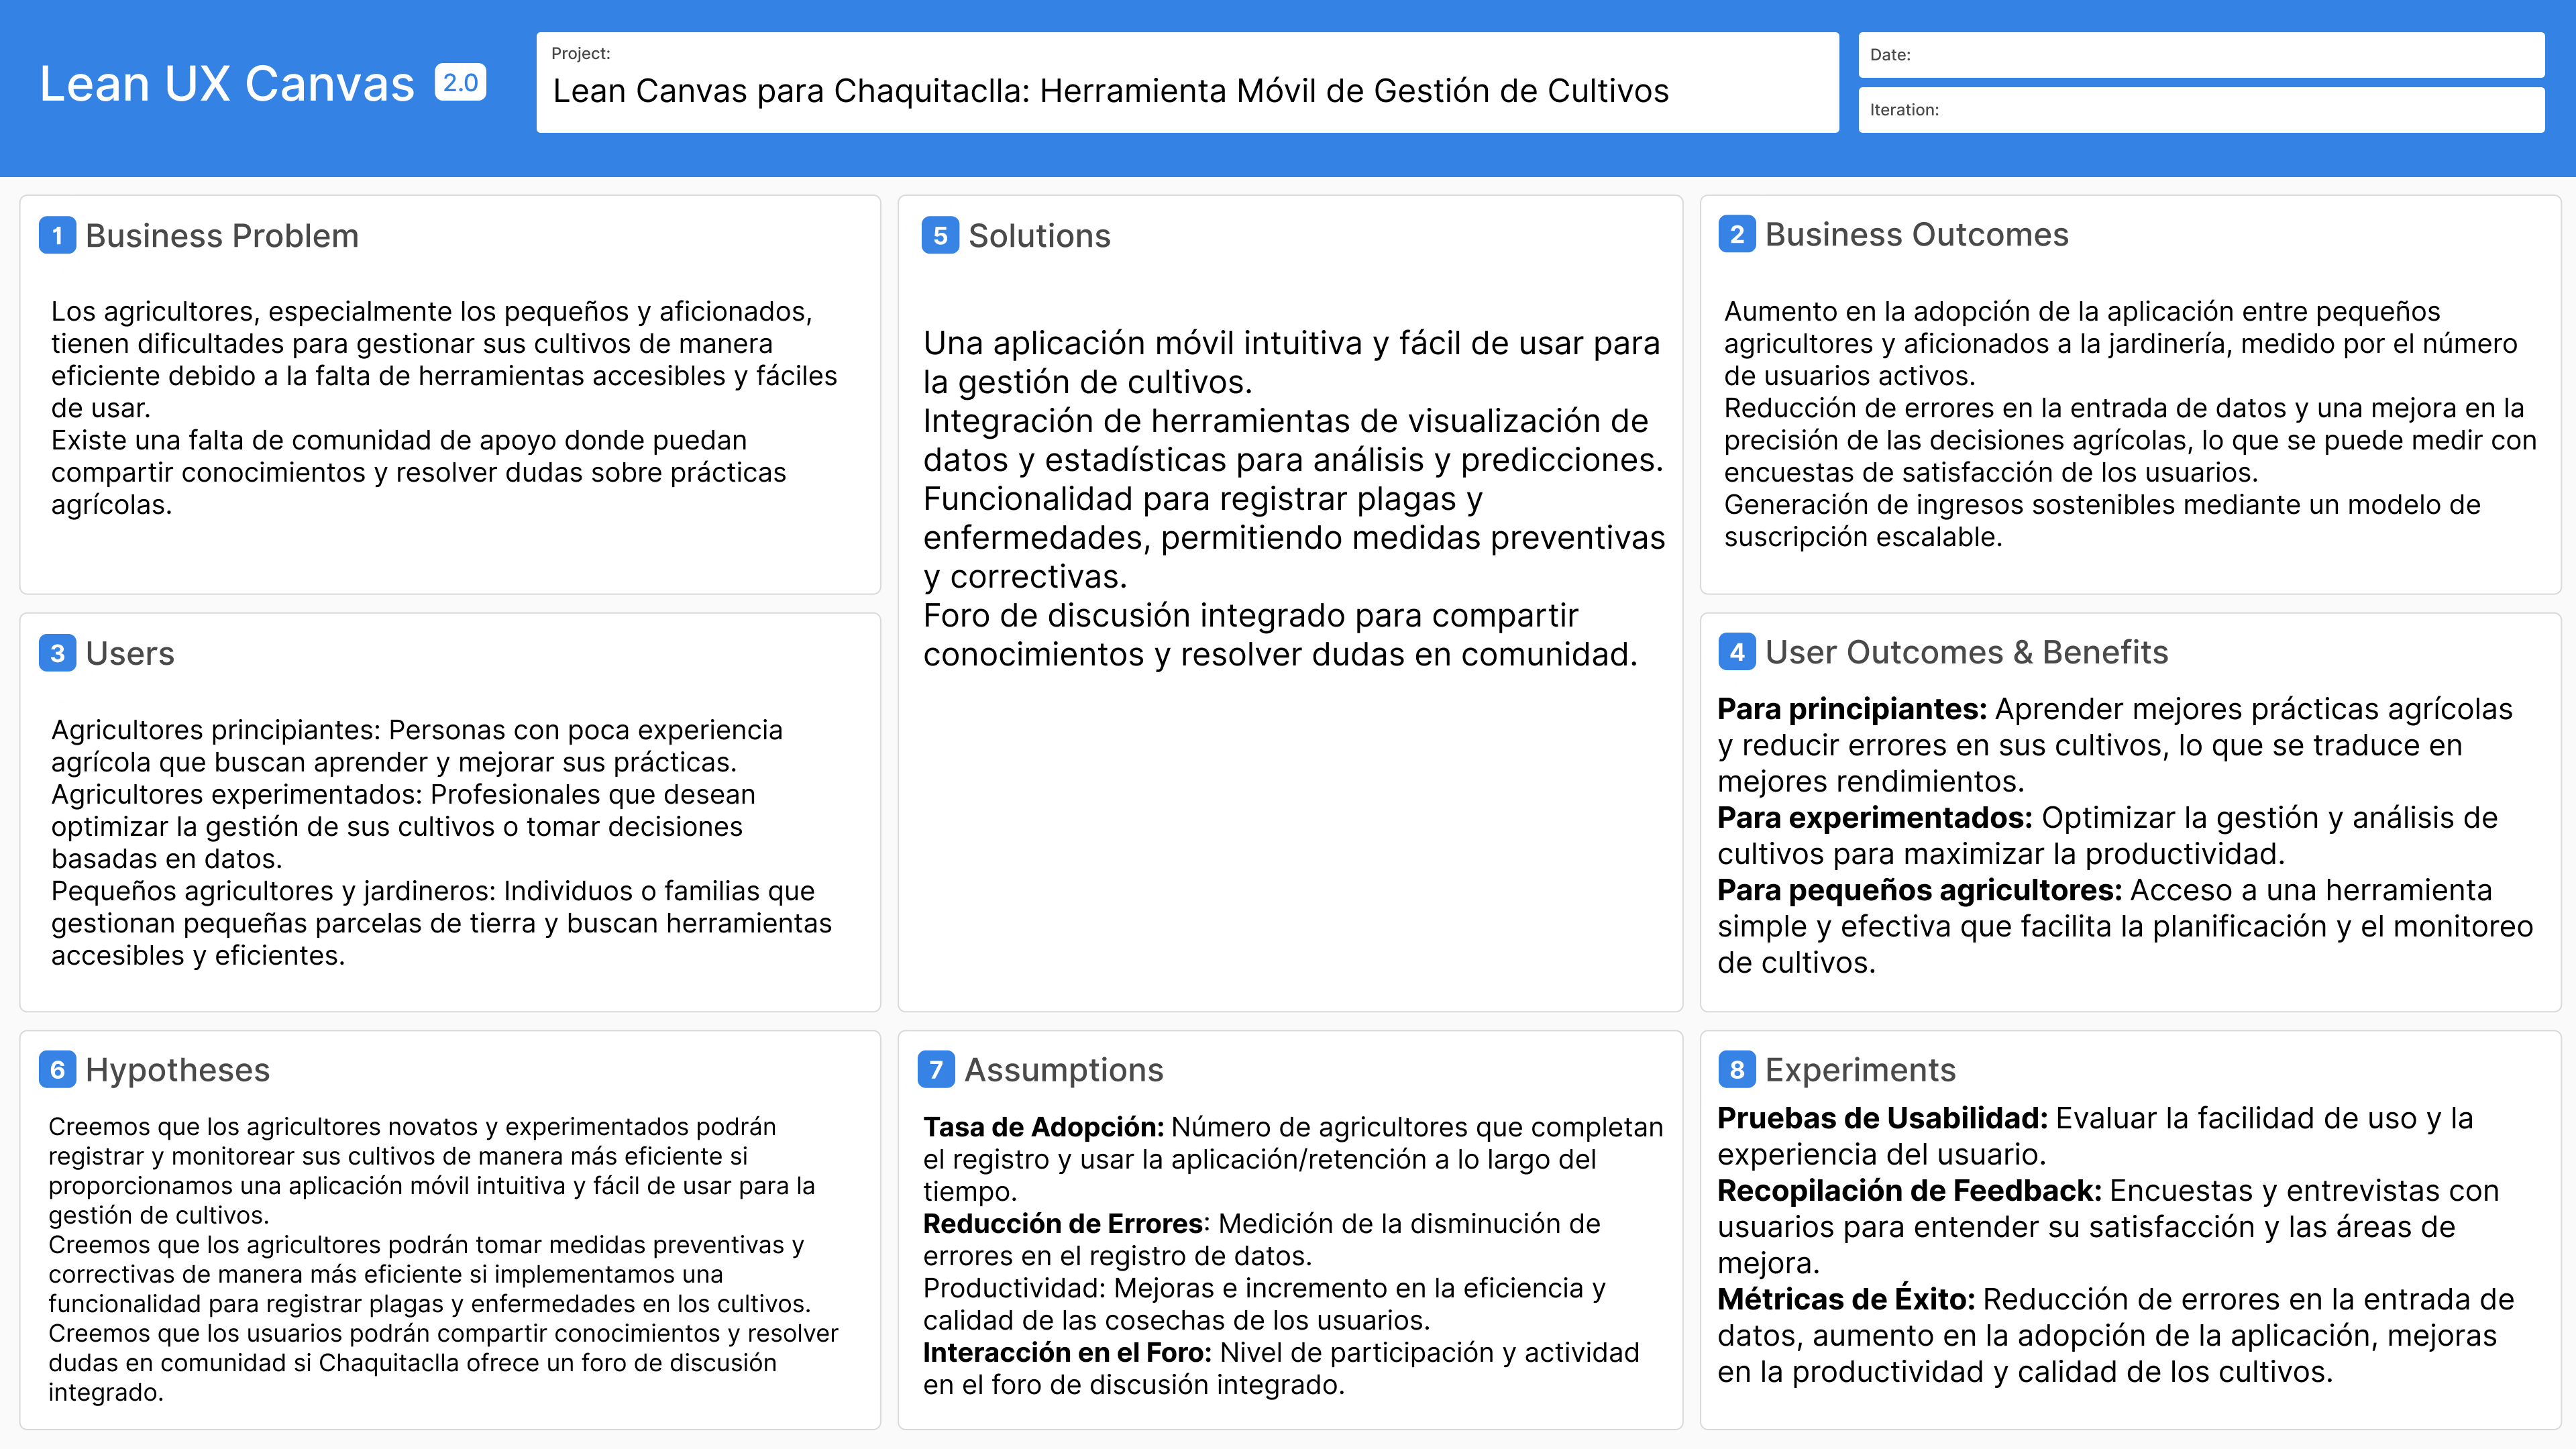 Lean UX Canvas 2.0
Project:
Lean Canvas para Chaquitaclla: Herramienta Móvil de Gestión de Cultivos
Date:
Iteration:
1 Business Problem
Los agricultores, especialmente los pequeños y aficionados,
tienen dificultades para gestionar sus cultivos de manera
eficiente debido a la falta de herramientas accesibles y fáciles
de usar.
Existe una falta de comunidad de apoyo donde puedan
compartir conocimientos y resolver dudas sobre prácticas
agrícolas.
5 Solutions
Una aplicación móvil intuitiva y fácil de usar para
la gestión de cultivos.
Integración de herramientas de visualización de
datos y estadísticas para análisis y predicciones.
Funcionalidad para registrar plagas y
enfermedades, permitiendo medidas preventivas
y correctivas.
Foro de discusión integrado para compartir
conocimientos y resolver dudas en comunidad.
2 Business Outcomes
Aumento en la adopción de la aplicación entre pequeños
agricultores y aficionados a la jardinería, medido por el número
de usuarios activos.
Reducción de errores en la entrada de datos y una mejora en la
precisión de las decisiones agrícolas, lo que se puede medir con
encuestas de satisfacción de los usuarios.
Generación de ingresos sostenibles mediante un modelo de
suscripción escalable.
3 Users
Agricultores principiantes: Personas con poca experiencia
agrícola que buscan aprender y mejorar sus prácticas.
Agricultores experimentados: Profesionales que desean
optimizar la gestión de sus cultivos o tomar decisiones
basadas en datos.
Pequeños agricultores y jardineros: Individuos o familias que
gestionan pequeñas parcelas de tierra y buscan herramientas
accesibles y eficientes.
4 User Outcomes & Benefits
Para principiantes: Aprender mejores prácticas agrícolas
y reducir errores en sus cultivos, lo que se traduce en
mejores rendimientos.
Para experimentados: Optimizar la gestión y análisis de
cultivos para maximizar la productividad.
Para pequeños agricultores: Acceso a una herramienta
simple y efectiva que facilita la planificación y el monitoreo
de cultivos.
6 Hypotheses
Creemos que los agricultores novatos y experimentados podrán
registrar y monitorear sus cultivos de manera más eficiente si
proporcionamos una aplicación móvil intuitiva y fácil de usar para la
gestión de cultivos.
Creemos que los agricultores podrán tomar medidas preventivas y
correctivas de manera más eficiente si implementamos una
funcionalidad para registrar plagas y enfermedades en los cultivos.
Creemos que los usuarios podrán compartir conocimientos y resolver
dudas en comunidad si Chaquitaclla ofrece un foro de discusión
integrado.
7 Assumptions
Tasa de Adopción: Número de agricultores que completan
el registro y usar la aplicación/retención a lo largo del
tiempo.
Reducción de Errores: Medición de la disminución de
errores en el registro de datos.
Productividad: Mejoras e incremento en la eficiencia y
calidad de las cosechas de los usuarios.
Interacción en el Foro: Nivel de participación y actividad
en el foro de discusión integrado.
8 Experiments
Pruebas de Usabilidad: Evaluar la facilidad de uso y la
experiencia del usuario.
Recopilación de Feedback: Encuestas y entrevistas con
usuarios para entender su satisfacción y las áreas de
mejora.
Métricas de Éxito: Reducción de errores en la entrada de
datos, aumento en la adopción de la aplicación, mejoras
en la productividad y calidad de los cultivos.